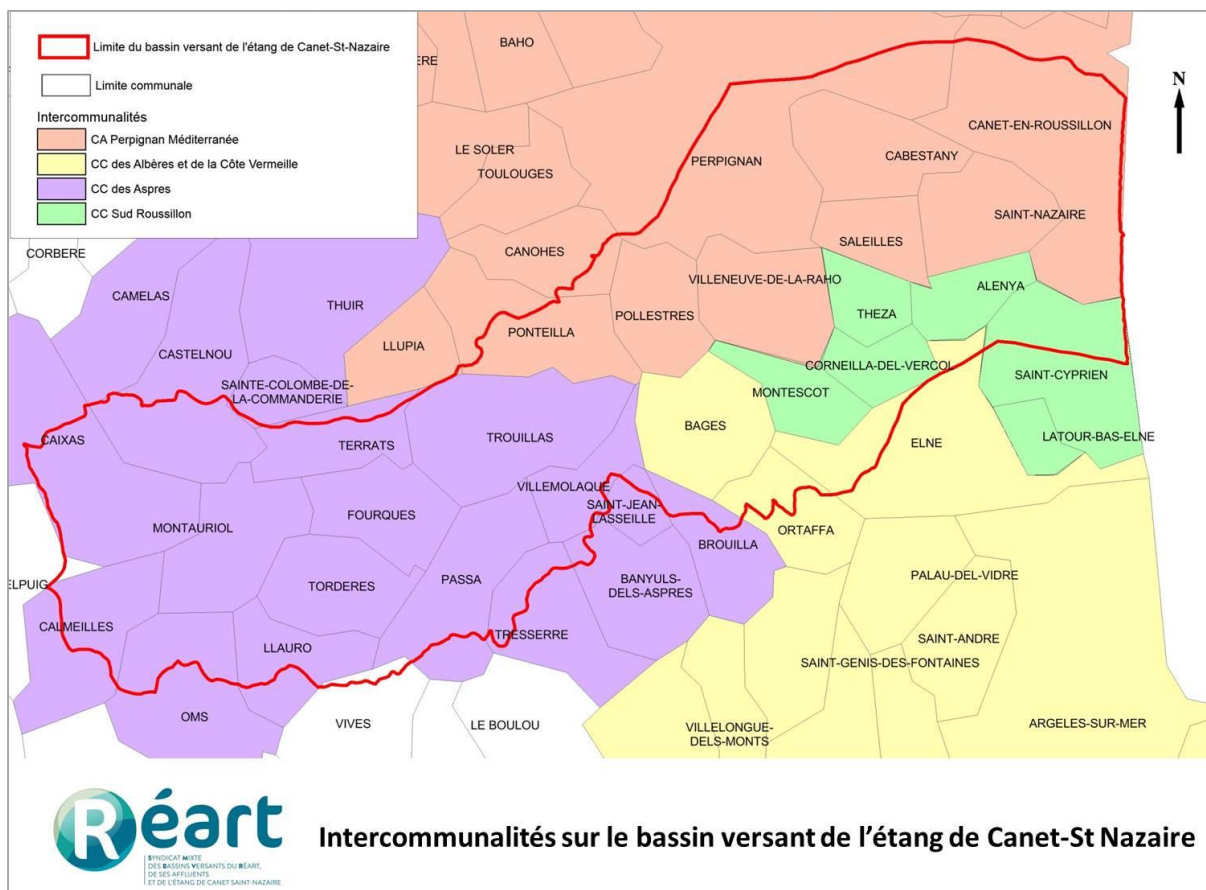 Limite du bassin versant de l'étang de Canet-St-Nazaire
Limite communale
Intercommunalités
CA Perpignan Méditerranée
CC des Albères et de la Côte Vermeille
CC des Aspres
CC Sud Roussillon
N
BAHO
ERE
LE SOLER
TOULOUGES
PERPIGNAN
CANET-EN-ROUSSILLON
CABESTANY
SAINT-NAZAIRE
CORBERE
CANOHES
SALEILLES
CAMELAS
THUIR
VILLENEUVE-DE-LA-RAHO
ALENYA
THEZA
POLLESTRES
PONTEILLA
LLUPIA
CASTELNOU
CORNEILLA-DEL-VERCOL
SAINT-CYPRIEN
SAINTE-COLOMBE-DE-
LA-COMMANDERIE
MONTESCOT
BAGES
CAIXAS
TERRATS
TROUILLAS
ELNE
LATOUR-BAS-ELNE
VILLEMOLAQUE
SAINT-JEAN-
LASSEILLE
FOURQUES
MONTAURIOL
ORTAFFA
BROUILLA
ELPUIG
TORDERES
PASSA
BANYULS-
DELS-ASPRES
PALAU-DEL-VIDRE
CALMEILLES
LLAURO
TRESSERRE
SAINT-ANDRE
SAINT-GENIS-DES-FONTAINES
OMS
VIVES
LE BOULOU
VILLELONGUE-
DELS-MONTS
ARGELES-SUR-MER
Réart
SYNDICAT MIXTE
DES BASSINS VERSANTS DU RÉART,
DE SES AFFLUENTS
ET DE L'ÉTANG DE CANET SAINT-NAZAIRE
Intercommunalités sur le bassin versant de l'étang de Canet-St Nazaire